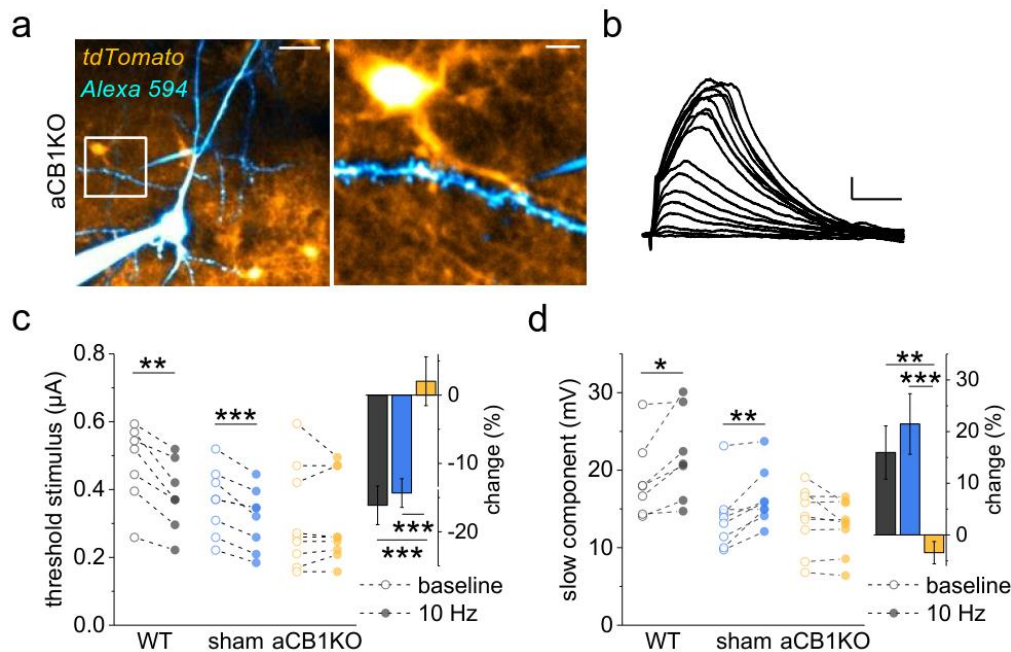 a
b
tdTomato
Alexa 594
aCB1KO
c
d
0.8
0.6
0.4
0.2
0.0
threshold stimulus (µA)
**
***
WT
sham
aCB1KO
0
-10
-20
change (%)
***
***
baseline
10 Hz
30
20
10
0
slow component (mV)
*
**
WT
sham
aCB1KO
**
***
30
20
10
0
change (%)
baseline
10 Hz